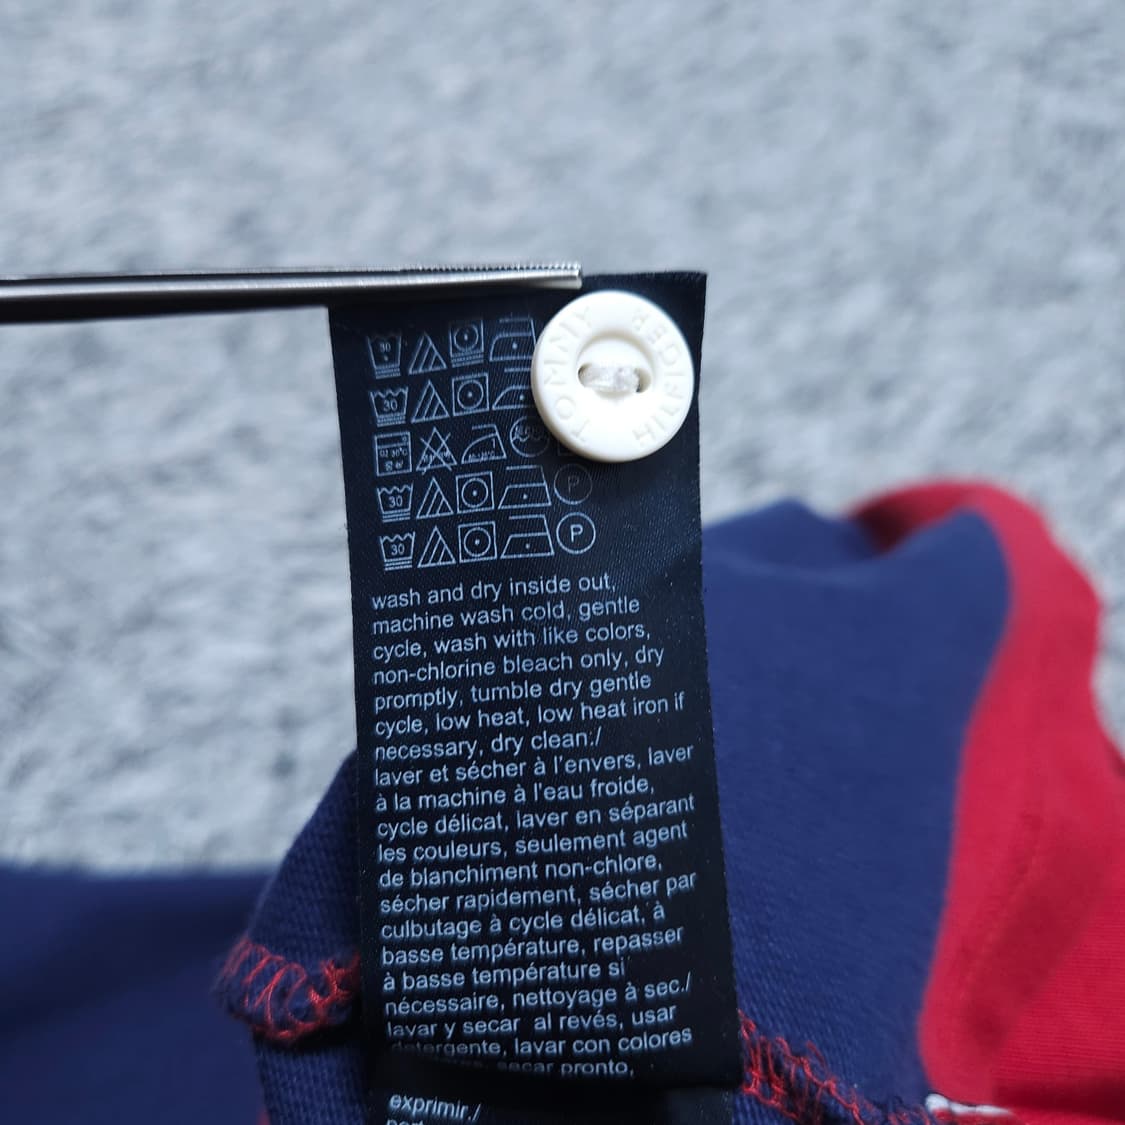 TOMMY HILFIGER
30
30
30
30
P
P
wash and dry inside out,
machine wash cold, gentle
cycle, wash with like colors,
non-chlorine bleach only, dry
promptly, tumble dry gentle
cycle, low heat, low heat iron if
necessary, dry clean:/
laver et sécher à l'envers, laver
à la machine à l'eau froide,
cycle délicat, laver en séparant
les couleurs, seulement agent
de blanchiment non-chlore,
sécher rapidement, sécher par
culbutage à cycle délicat, à
basse température, repasser
à basse température si
nécessaire, nettoyage à sec./
lavar y secar al revés, usar
detergente, lavar con colores
secar pronto,
exprimir./